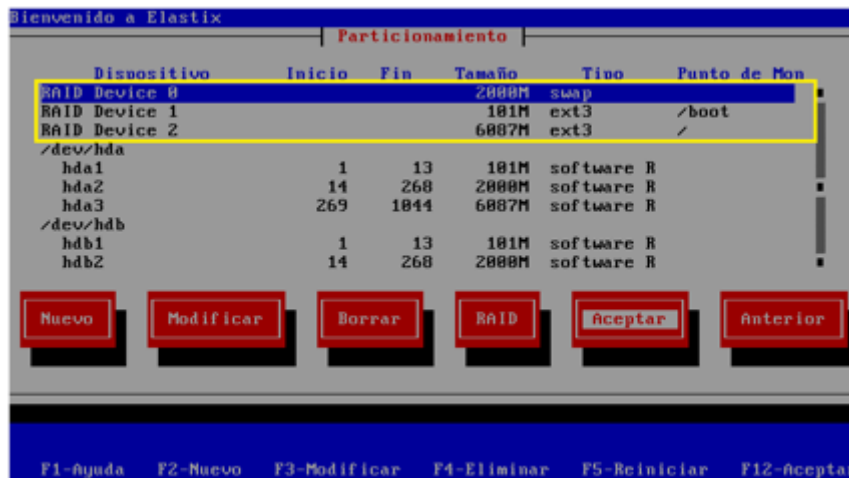 Bienvenido a Elastix
Particionamiento
Dispositivo Inicio Fin Tamaño Tipo Punto de Mon
RAID Device 0 2000M swap
RAID Device 1 101M ext3 /boot
RAID Device 2 6087M ext3 /
/dev/hda
hda1 1 13 101M software R
hda2 14 268 2000M software R
hda3 269 1044 6087M software R
/dev/hdb
hdb1 1 13 101M software R
hdb2 14 268 2000M software R
Nuevo Modificar Borrar RAID Aceptar Anterior
F1-Ayuda F2-Nuevo F3-Modificar F4-Eliminar F5-Reiniciar F12-Aceptar